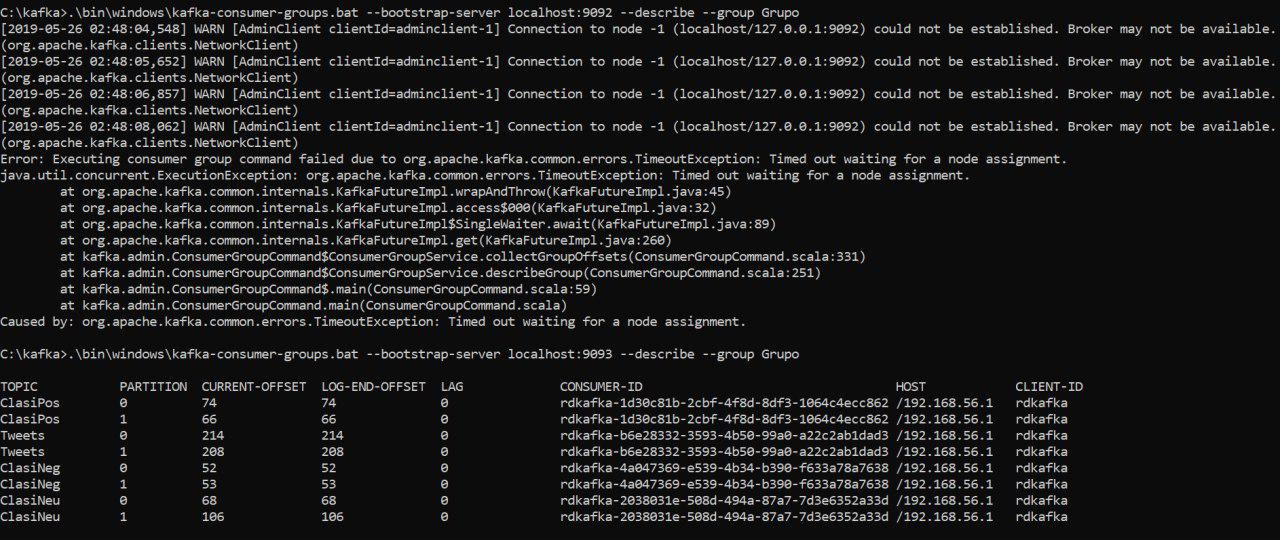 C:\kafka>.\bin\windows\kafka-consumer-groups.bat --bootstrap-server localhost:9092 --describe --group Grupo
[2019-05-26 02:48:04,548] WARN [AdminClient clientId=adminclient-1] Connection to node -1 (localhost/127.0.0.1:9092) could not be established. Broker may not be available.
(org.apache.kafka.clients.NetworkClient)
[2019-05-26 02:48:05,652] WARN [AdminClient clientId=adminclient-1] Connection to node -1 (localhost/127.0.0.1:9092) could not be established. Broker may not be available.
(org.apache.kafka.clients.NetworkClient)
[2019-05-26 02:48:06,857] WARN [AdminClient clientId=adminclient-1] Connection to node -1 (localhost/127.0.0.1:9092) could not be established. Broker may not be available.
(org.apache.kafka.clients.NetworkClient)
[2019-05-26 02:48:08,062] WARN [AdminClient clientId=adminclient-1] Connection to node -1 (localhost/127.0.0.1:9092) could not be established. Broker may not be available.
(org.apache.kafka.clients.NetworkClient)
Error: Executing consumer group command failed due to org.apache.kafka.common.errors.TimeoutException: Timed out waiting for a node assignment.
java.util.concurrent.ExecutionException: org.apache.kafka.common.errors.TimeoutException: Timed out waiting for a node assignment.
at org.apache.kafka.common.internals.KafkaFutureImpl.wrapAndThrow(KafkaFutureImpl.java:45)
at org.apache.kafka.common.internals.KafkaFutureImpl.access$000(KafkaFutureImpl.java:32)
at org.apache.kafka.common.internals.KafkaFutureImpl$SingleWaiter.await(KafkaFutureImpl.java:89)
at org.apache.kafka.common.internals.KafkaFutureImpl.get(KafkaFutureImpl.java:260)
at kafka.admin.ConsumerGroupCommand$ConsumerGroupService.collectGroupOffsets(ConsumerGroupCommand.scala:331)
at kafka.admin.ConsumerGroupCommand$ConsumerGroupService.describeGroup(ConsumerGroupCommand.scala:251)
at kafka.admin.ConsumerGroupCommand$.main(ConsumerGroupCommand.scala:59)
at kafka.admin.ConsumerGroupCommand.main(ConsumerGroupCommand.scala)
Caused by: org.apache.kafka.common.errors.TimeoutException: Timed out waiting for a node assignment.
C:\kafka>.\bin\windows\kafka-consumer-groups.bat --bootstrap-server localhost:9093 --describe --group Grupo
TOPIC PARTITION CURRENT-OFFSET LOG-END-OFFSET LAG CONSUMER-ID HOST CLIENT-ID
ClasiPos 0 74 74 0 rdkafka-1d30c81b-2cbf-4f8d-8df3-1064c4ecc862 /192.168.56.1 rdkafka
ClasiPos 1 66 66 0 rdkafka-1d30c81b-2cbf-4f8d-8df3-1064c4ecc862 /192.168.56.1 rdkafka
Tweets 0 214 214 0 rdkafka-b6e28332-3593-4b50-99a0-a22c2ab1dad3 /192.168.56.1 rdkafka
Tweets 1 208 208 0 rdkafka-b6e28332-3593-4b50-99a0-a22c2ab1dad3 /192.168.56.1 rdkafka
ClasiNeg 0 52 52 0 rdkafka-4a047369-e539-4b34-b390-f633a78a7638 /192.168.56.1 rdkafka
ClasiNeg 1 53 53 0 rdkafka-4a047369-e539-4b34-b390-f633a78a7638 /192.168.56.1 rdkafka
ClasiNeu 0 68 68 0 rdkafka-2038031e-508d-494a-87a7-7d3e6352a33d /192.168.56.1 rdkafka
ClasiNeu 1 106 106 0 rdkafka-2038031e-508d-494a-87a7-7d3e6352a33d /192.168.56.1 rdkafka